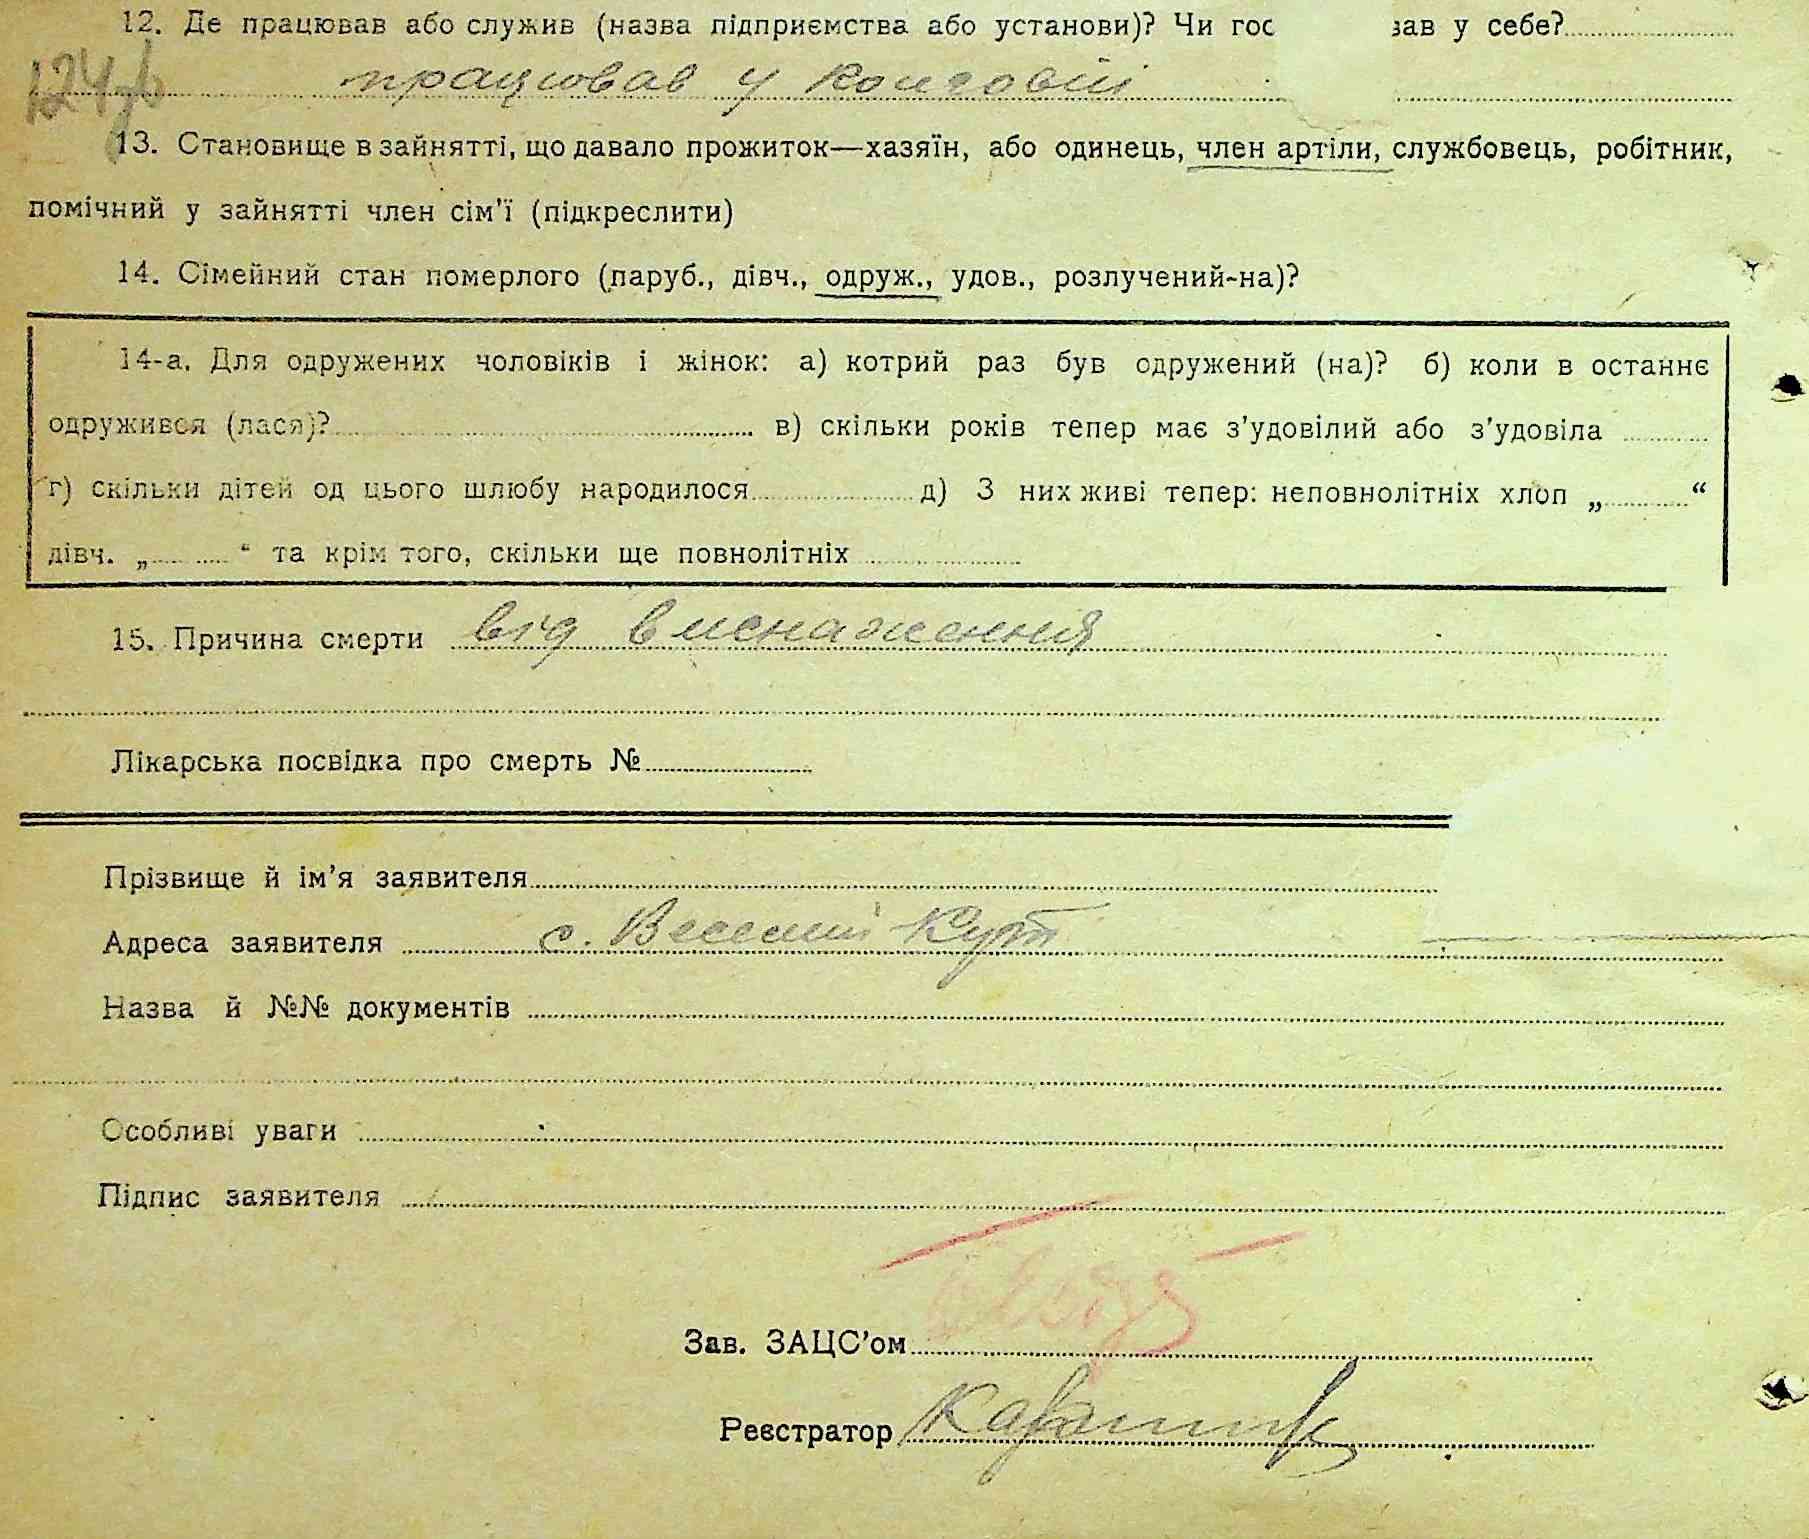 12. Де працював або служив (назва підприємства або установи)? Чи гос зав у себе?
124 працював у колгоспі
13. Становище в зайнятті, що давало прожиток—хазяїн, або одинець, член артіли, службовець, робітник,
помічний у зайнятті член сім'ї (підкреслити)
14. Сімейний стан померлого (паруб., дівч., одруж., удов., розлучений-на)?
14-а. Для одружених чоловіків і жінок: а) котрий раз був одружений (на)? б) коли в останнє
одружився (лася)? в) скільки років тепер має з'удовілий або з'удовіла
г) скільки дітей од цього шлюбу народилося д) З них живі тепер: неповнолітніх хлоп „ “
дівч. „ “ та крім того, скільки ще повнолітніх
15. Причина смерти від виснаження
Лікарська посвідка про смерть №
Прізвище й ім'я заявителя
Адреса заявителя с. Веселий Кут
Назва й №№ документів
Особливі уваги
Підпис заявителя
Зав. ЗАЦС'ом
Реєстратор